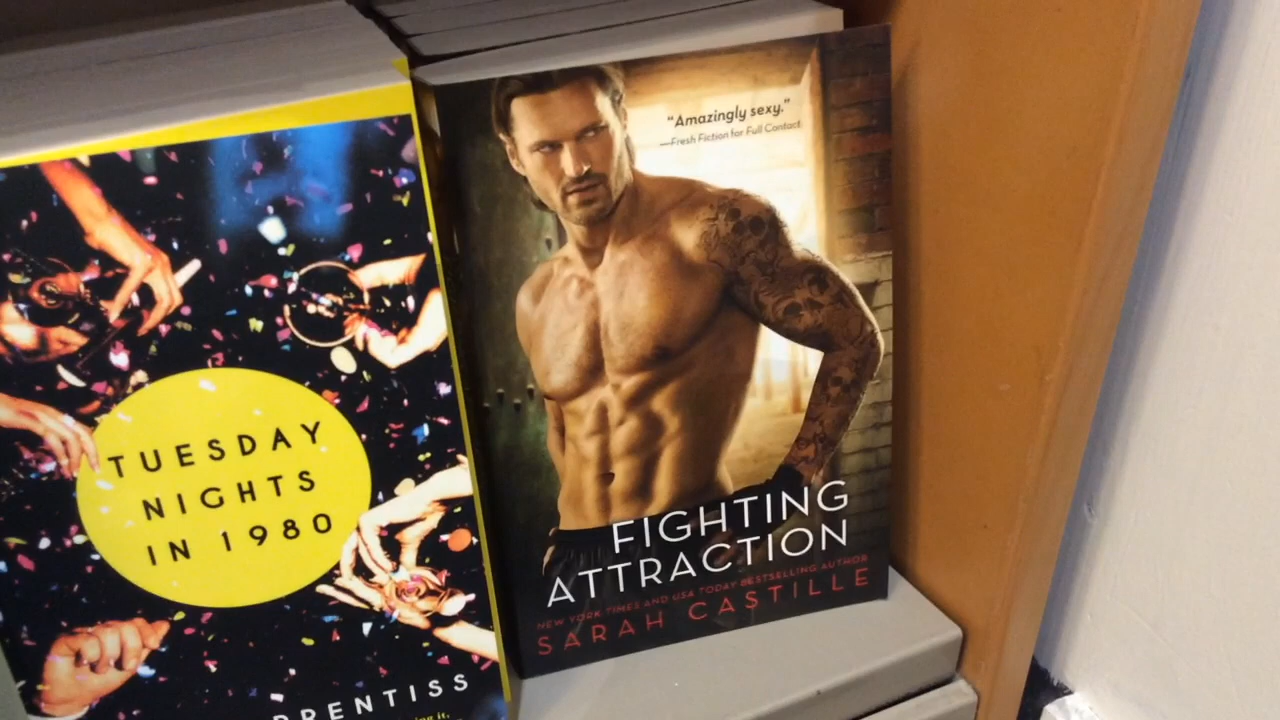 TUESDAY
NIGHTS
IN 1980
RENTISS
"Amazingly sexy."
—Fresh Fiction for Full Contact
FIGHTING
ATTRACTION
NEW YORK TIMES AND USA TODAY BESTSELLING AUTHOR
SARAH CASTILLE